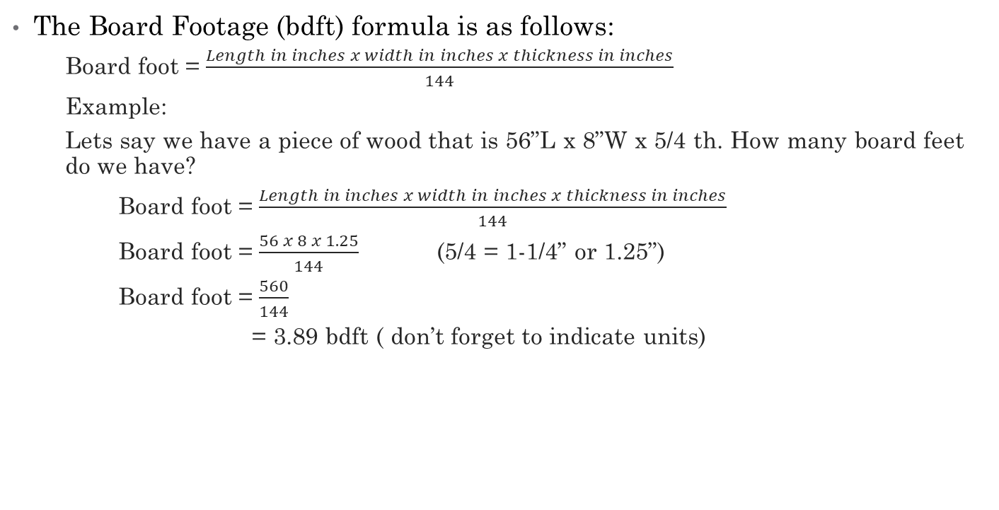 • The Board Footage (bdft) formula is as follows:
Board foot = Length in inches x width in inches x thickness in inches / 144
Example:
Lets say we have a piece of wood that is 56”L x 8”W x 5/4 th. How many board feet
do we have?
Board foot = Length in inches x width in inches x thickness in inches / 144
Board foot = 56 x 8 x 1.25 / 144 (5/4 = 1-1/4” or 1.25”)
Board foot = 560 / 144
= 3.89 bdft ( don’t forget to indicate units)